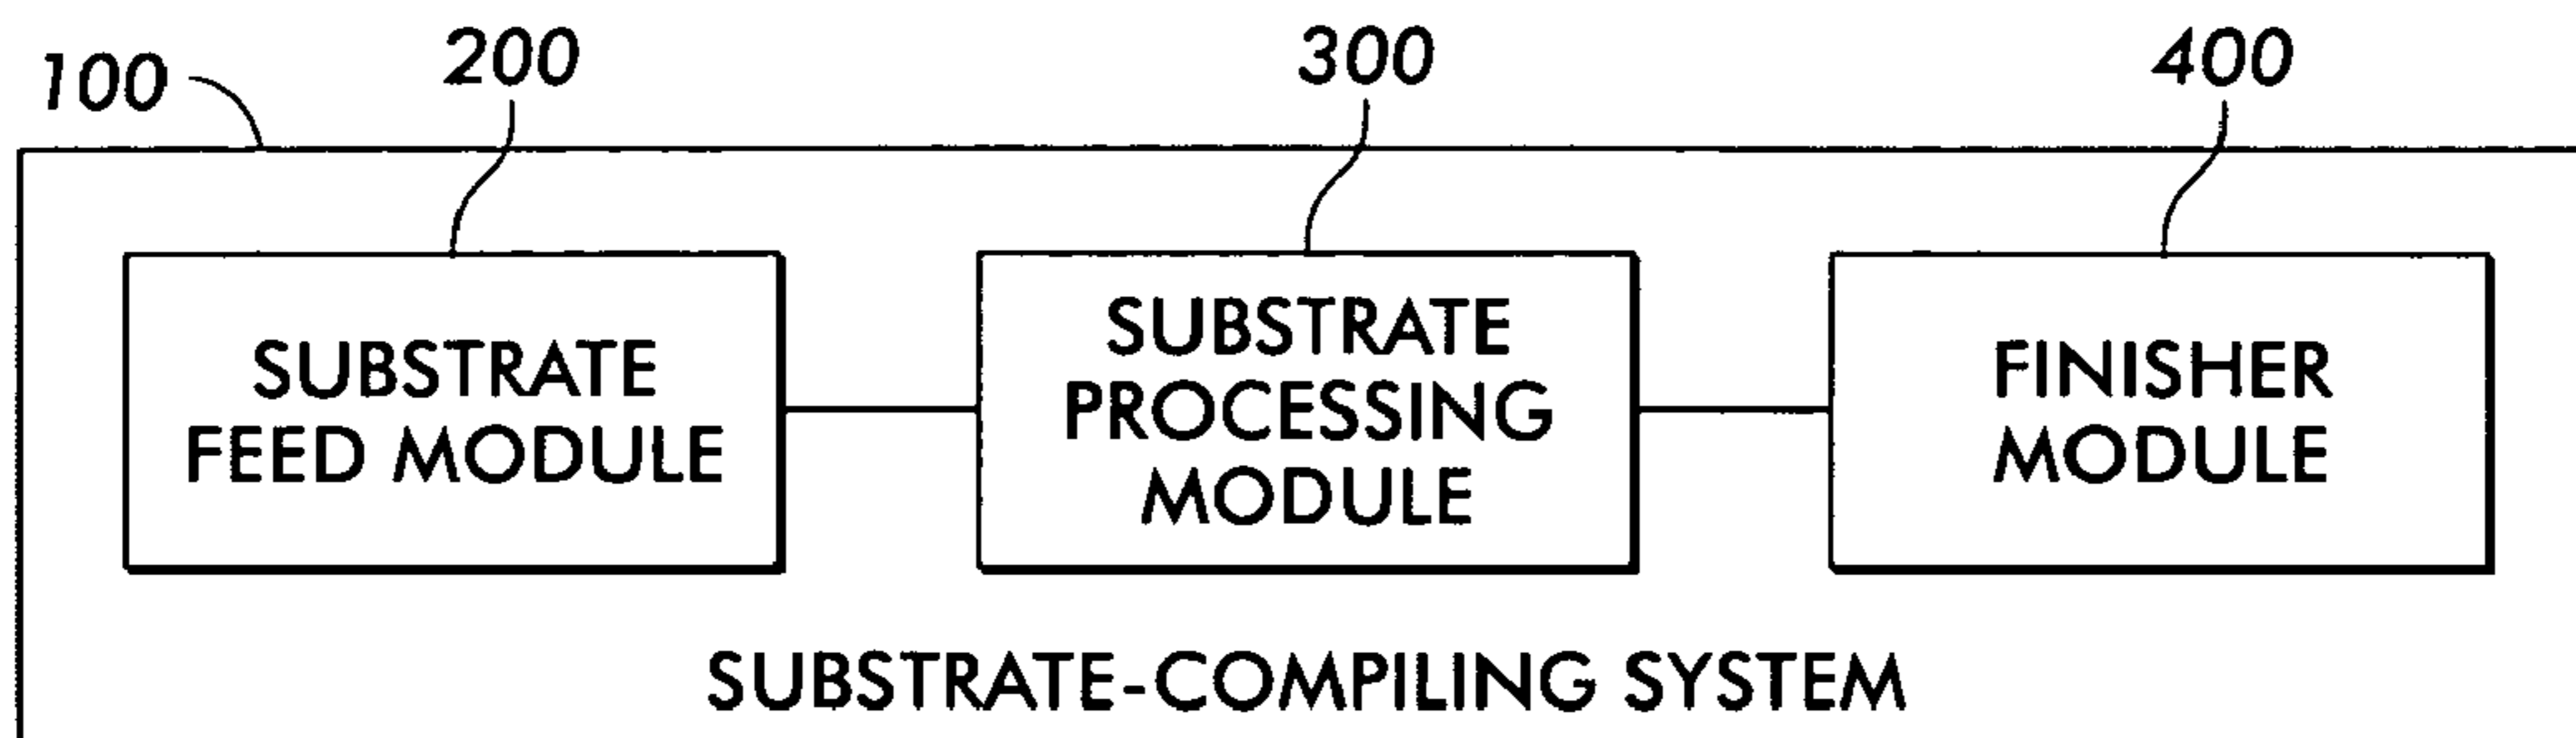 100
200
300
400
SUBSTRATE
FEED MODULE
SUBSTRATE
PROCESSING
MODULE
FINISHER
MODULE
SUBSTRATE-COMPILING SYSTEM